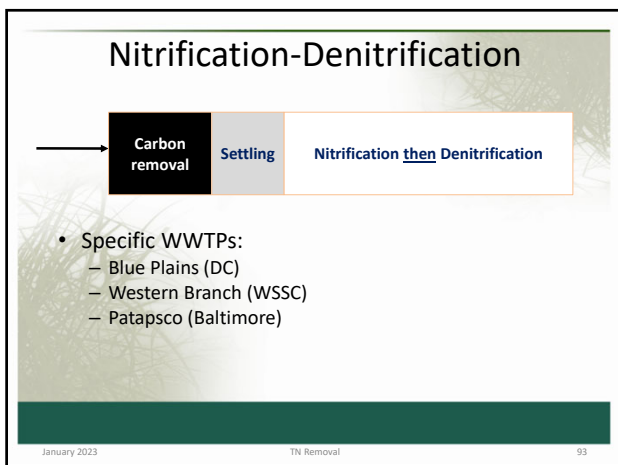 Nitrification-Denitrification
Carbon
removal
Settling
Nitrification then Denitrification
• Specific WWTPs:
– Blue Plains (DC)
– Western Branch (WSSC)
– Patapsco (Baltimore)
January 2023
TN Removal
93